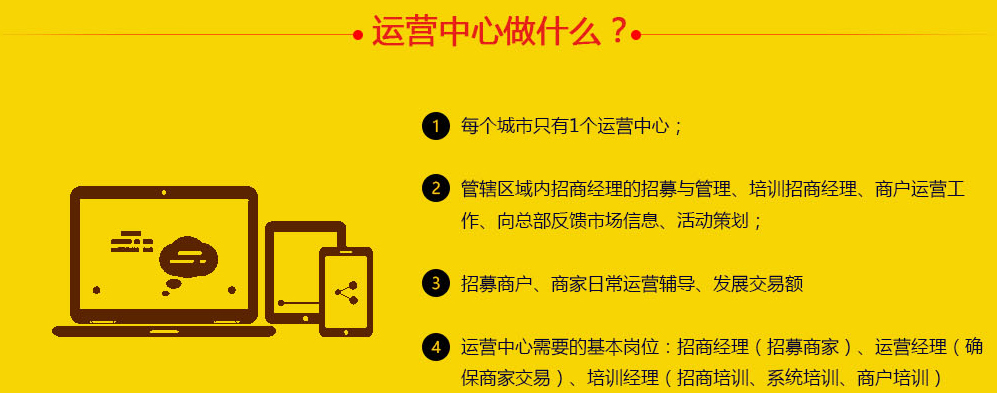 运营中心做什么？
1 每个城市只有1个运营中心；
2 管辖区域内招商经理的招募与管理、培训招商经理、商户运营工
作、向总部反馈市场信息、活动策划；
3 招募商户、商家日常运营辅导、发展交易额
4 运营中心需要的基本岗位：招商经理（招募商家）、运营经理（确
保商家交易）、培训经理（招商培训、系统培训、商户培训）